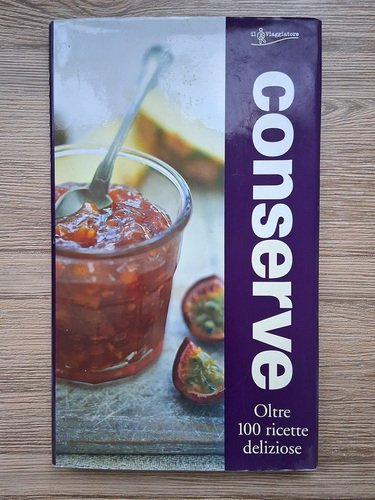 Il Viaggiatore
conserve
Oltre
100 ricette
deliziose